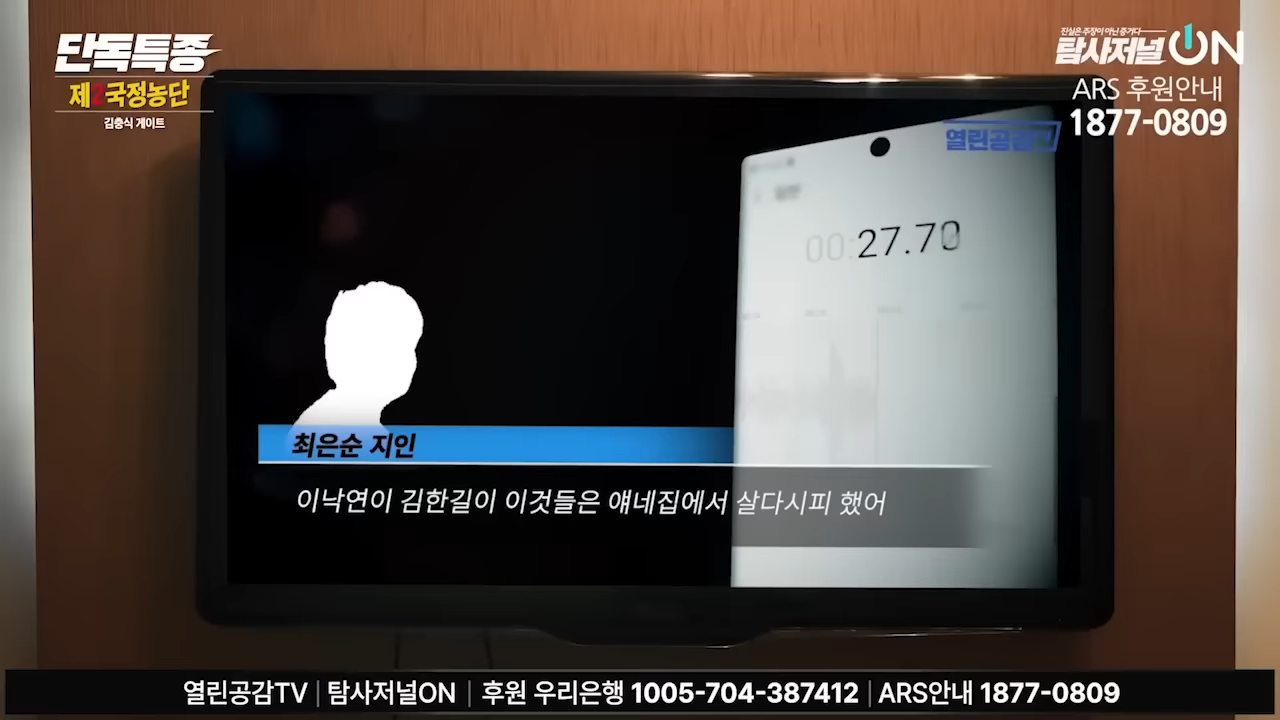 단독특종
제2국정농단
김충식 게이트
진실은 주장이 아닌 증거다
탐사저널ON
ARS 후원안내
1877-0809
열린공감TV
00:27.70
최은순 지인
이낙연이 김한길이 이것들은 얘네집에서 살다시피 했어
열린공감TV | 탐사저널ON | 후원 우리은행 1005-704-387412 | ARS안내 1877-0809